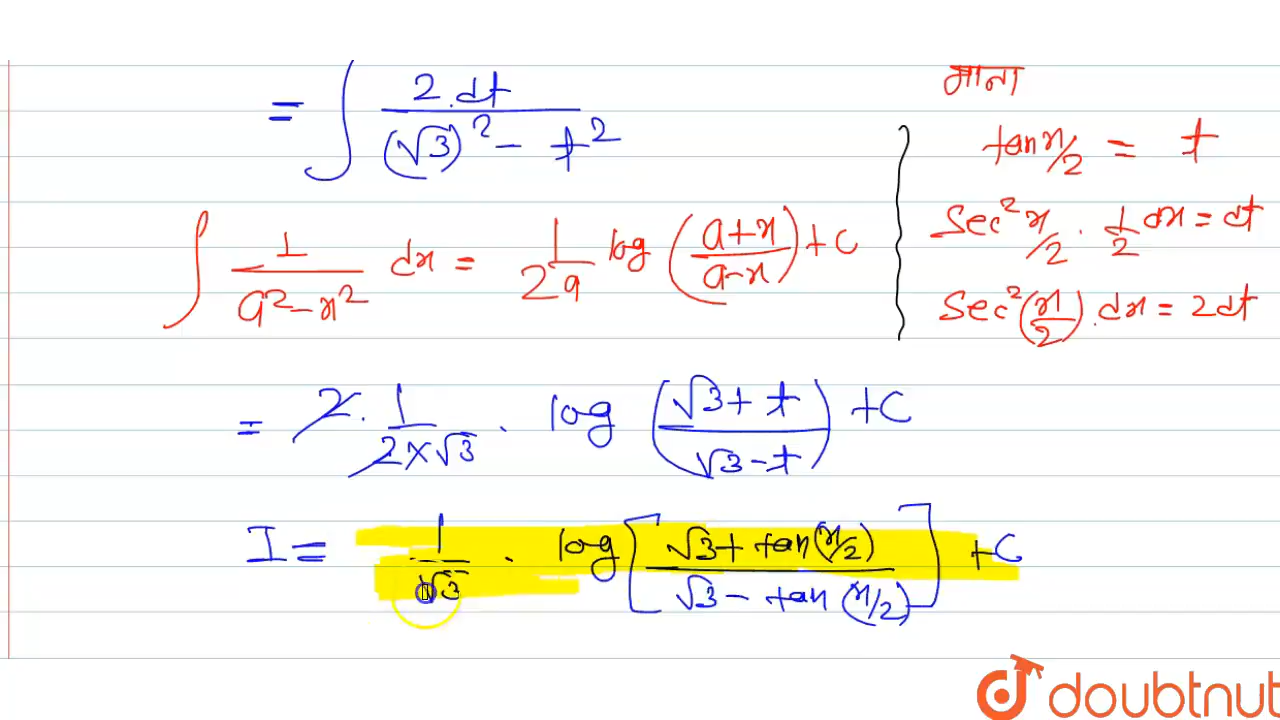 = ∫ 2.dt / ((√3)² - t²)
∫ 1/(a² - x²) dx = 1/2a log((a+x)/(a-x)) + C
= 2. 1/(2×√3) . log((√3 + t)/(√3 - t)) + C
I = 1/√3 . log[(√3 + tan(x/2))/(√3 - tan(x/2))] + C
माना
tan x/2 = t
Sec² x/2 . 1/2 dx = dt
Sec²(x/2).dx = 2dt
doubtnut